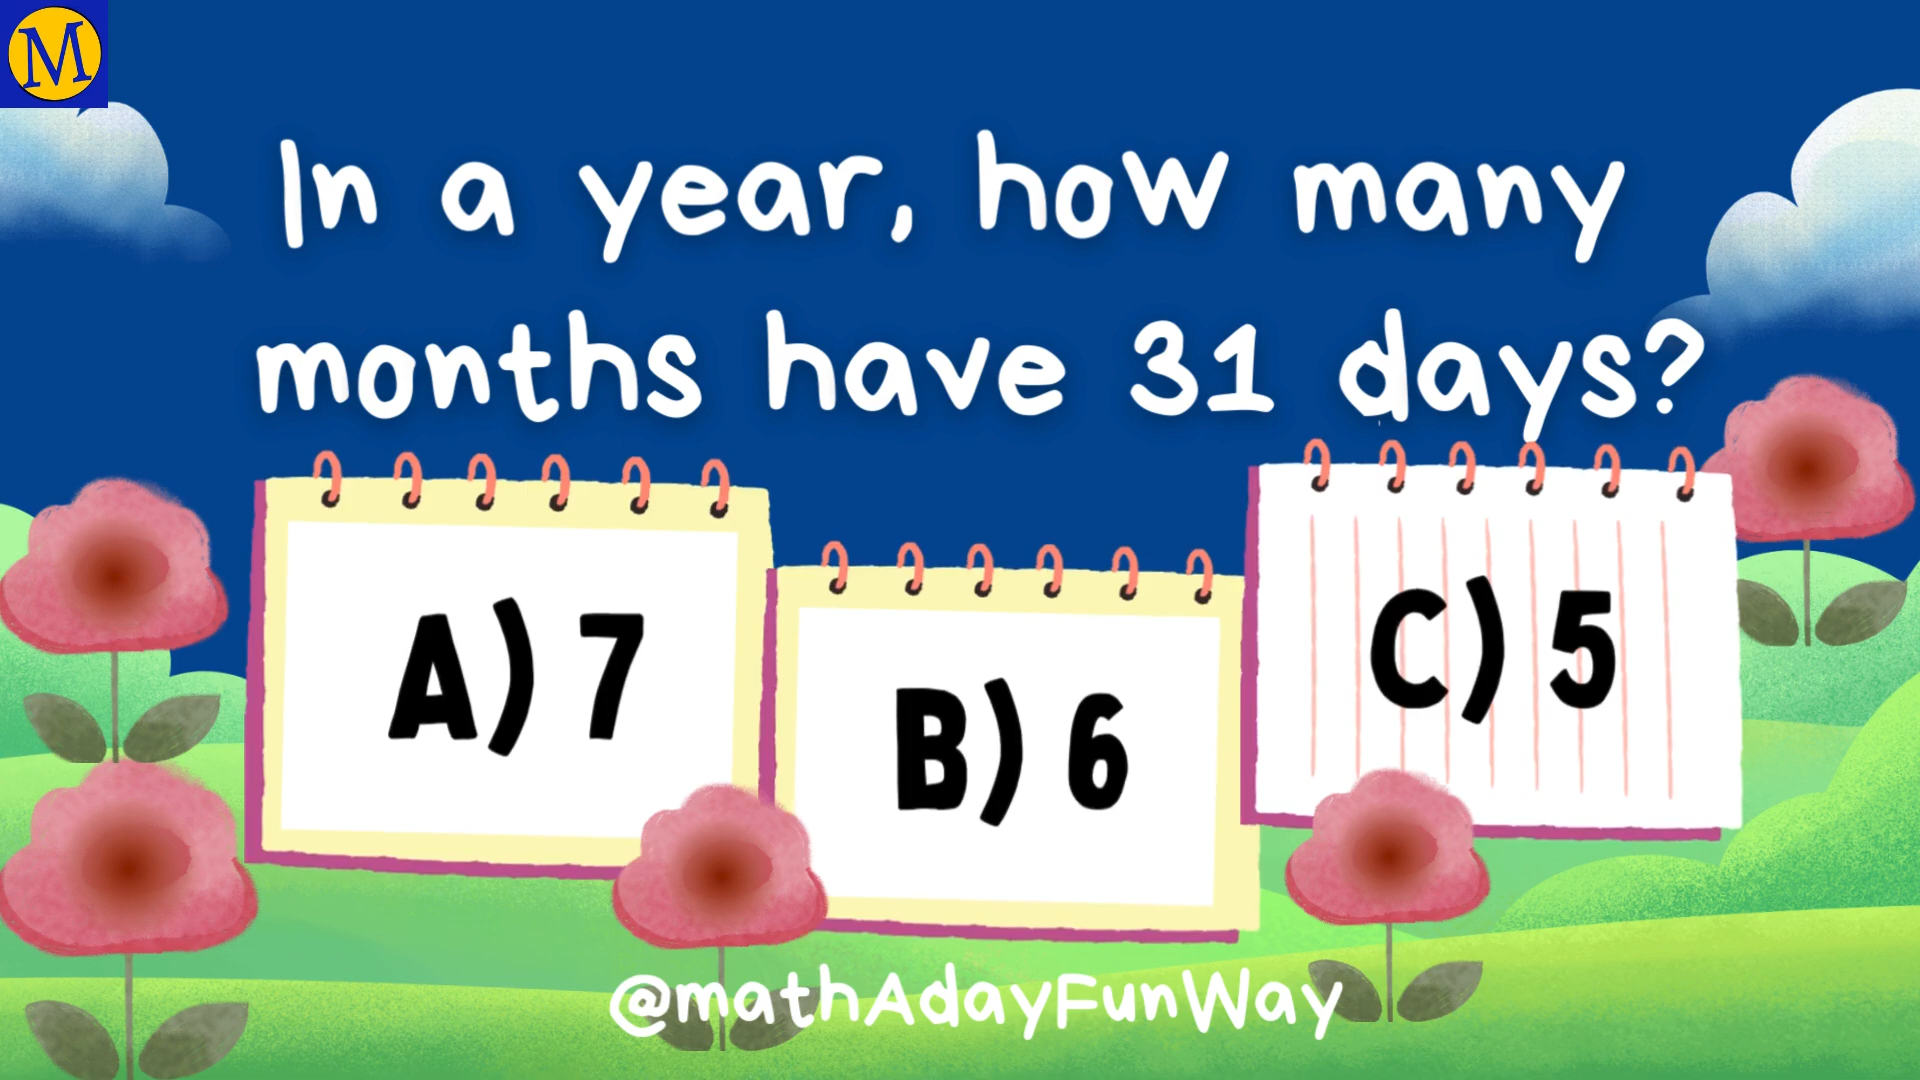 M
In a year, how many
months have 31 days?
A) 7
B) 6
C) 5
@mathAdayFunWay